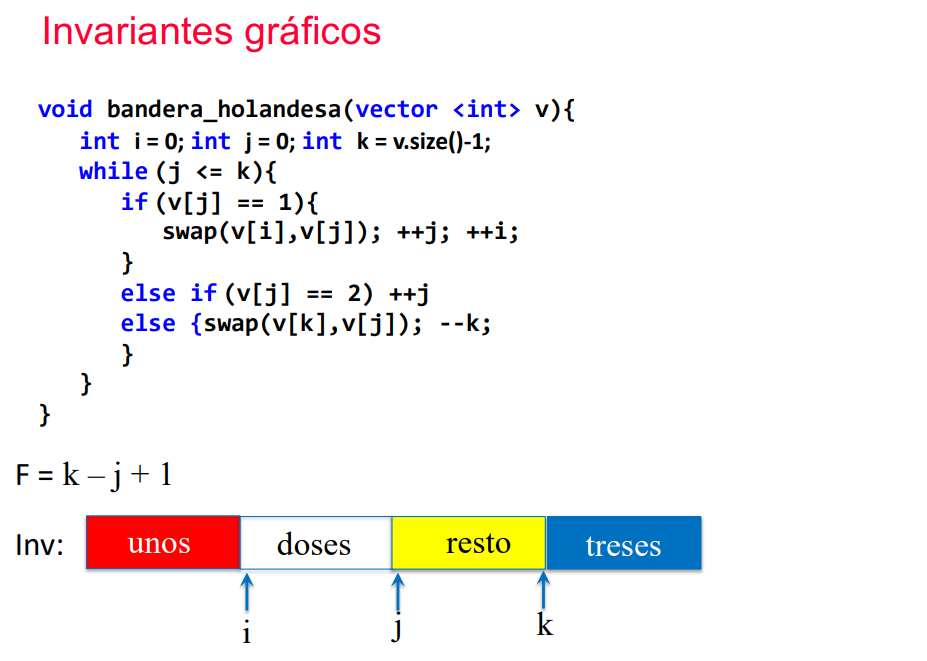 Invariantes gráficos
void bandera_holandesa(vector <int> v){
int i = 0; int j = 0; int k = v.size()-1;
while (j <= k){
if (v[j] == 1){
swap(v[i],v[j]); ++j; ++i;
}
else if (v[j] == 2) ++j
else {swap(v[k],v[j]); --k;
}
}
}
F = k – j + 1
Inv: unos doses resto treses
i j k